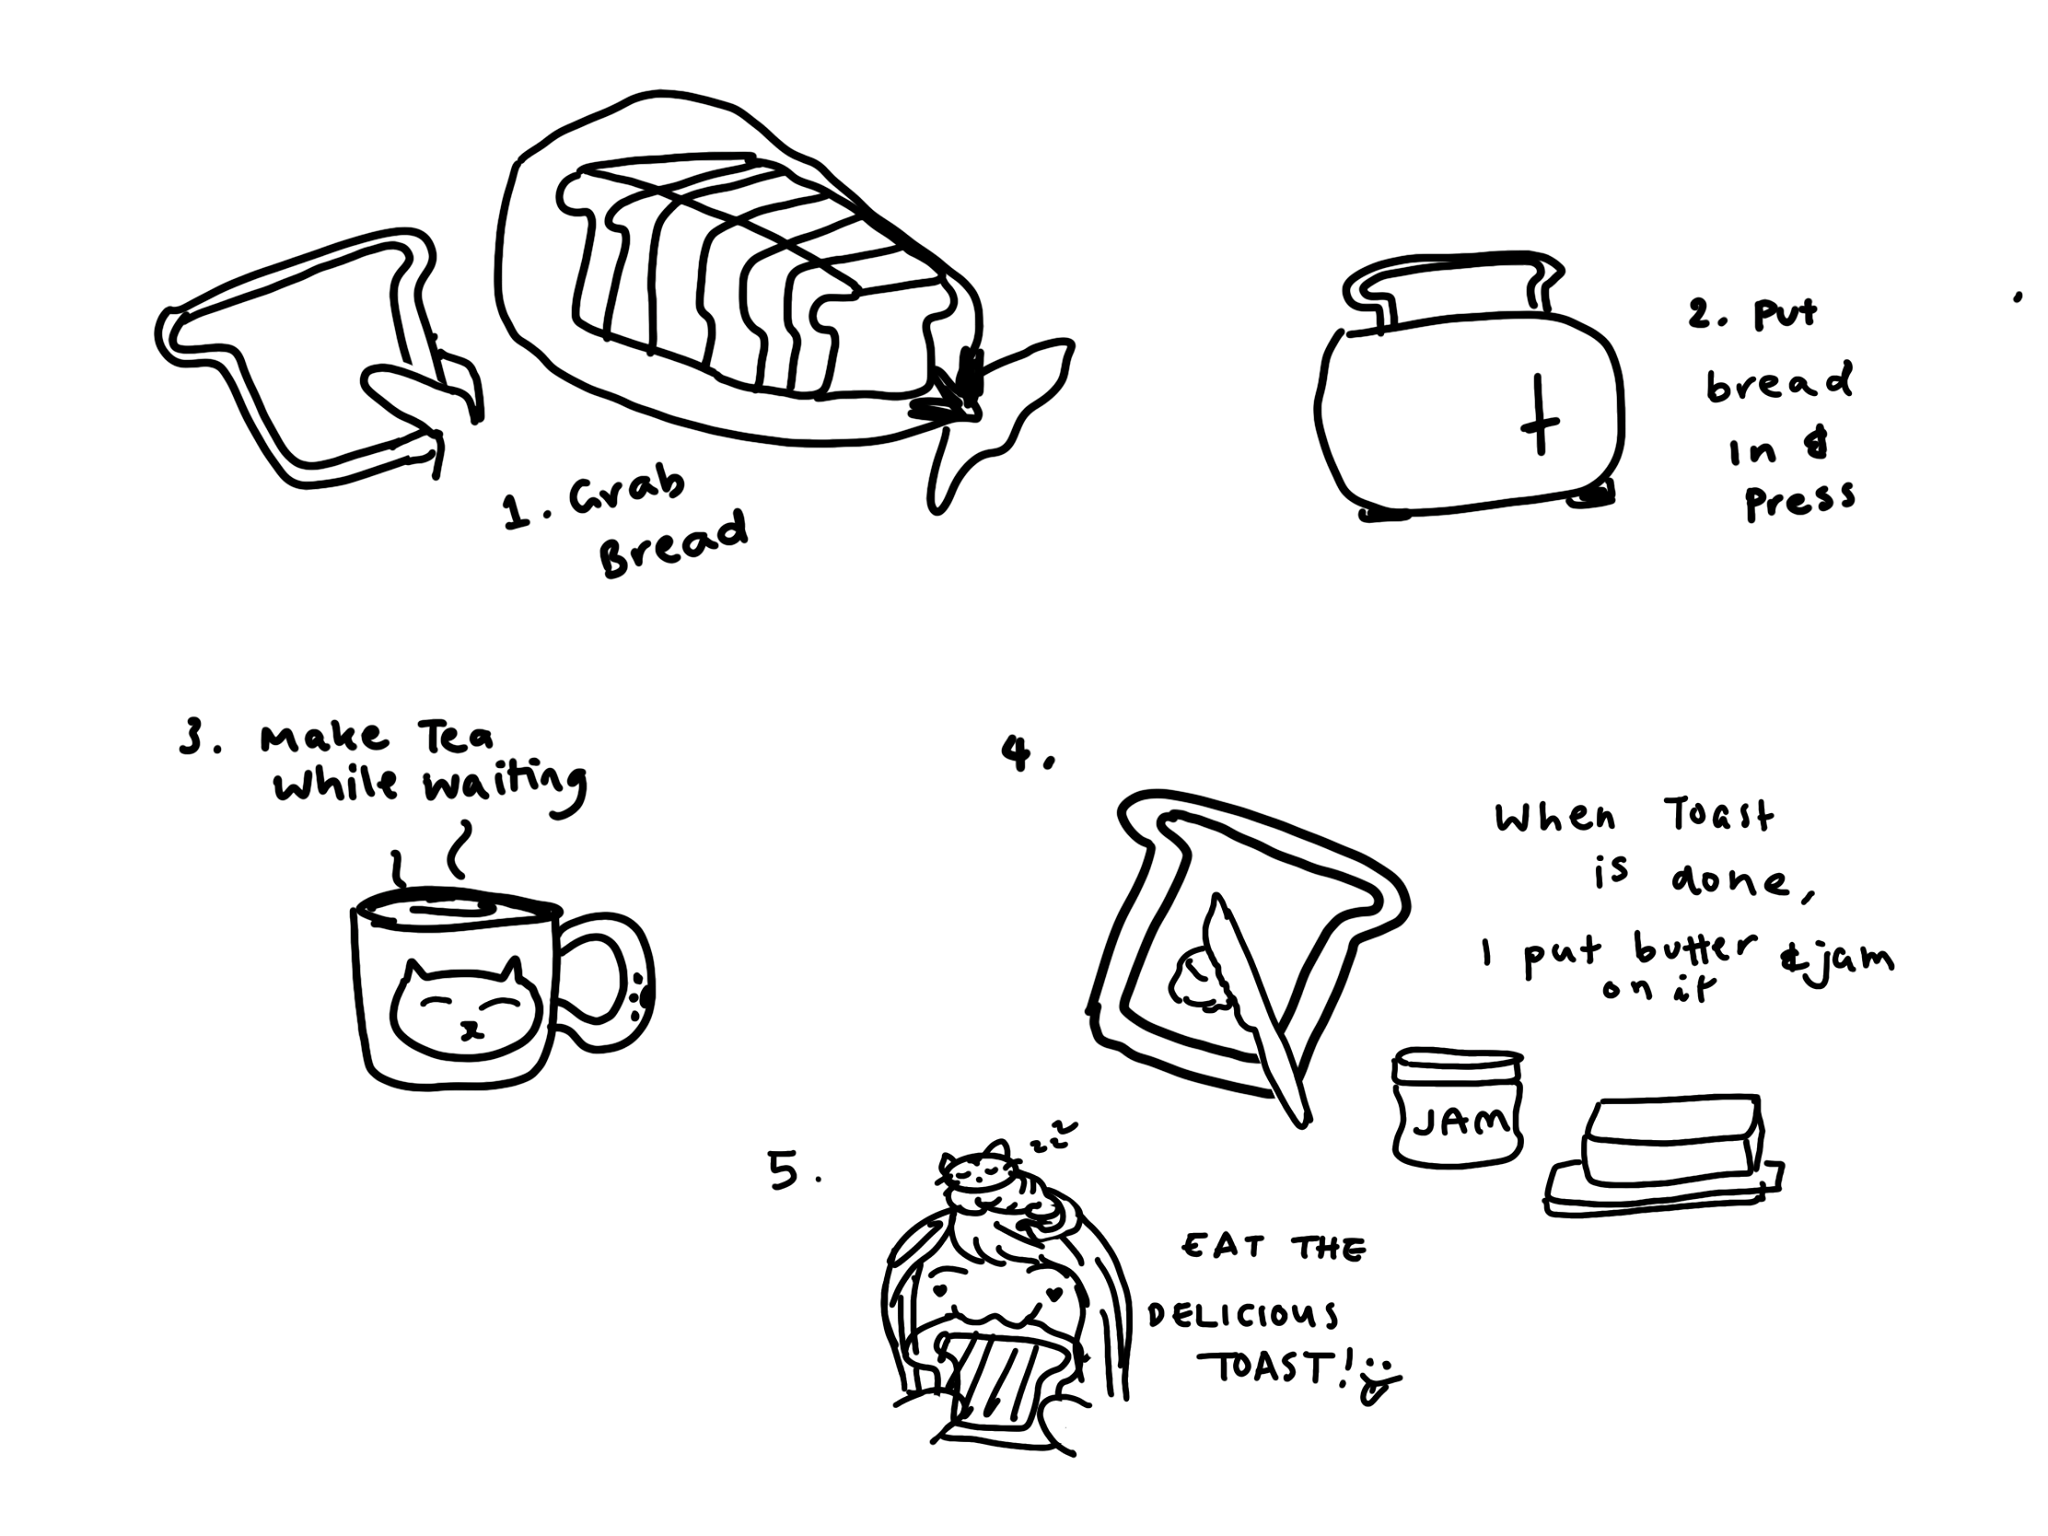 1. Grab
Bread
2. Put
bread
in &
Press
3. Make Tea
while waiting
4.
When Toast
is done,
I put butter & jam
on it
JAM
zzz
5.
EAT THE
DELICIOUS
TOAST! :)